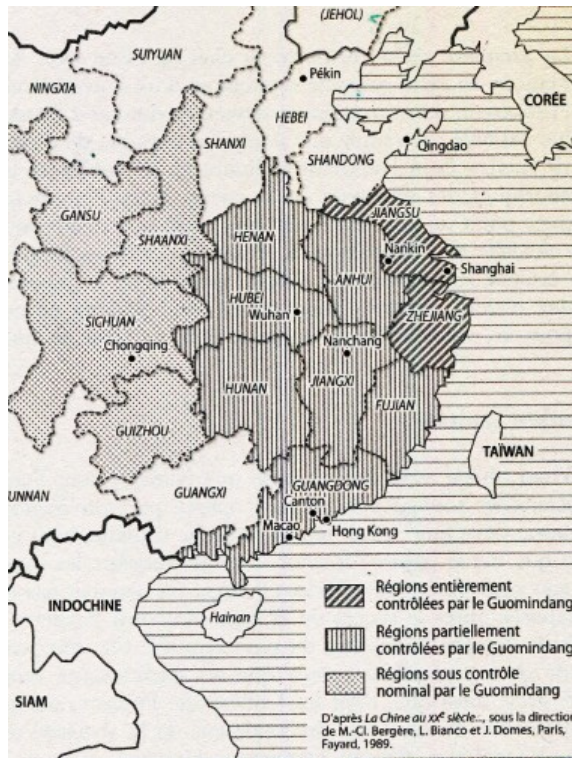 (JEHOL)
SUIYUAN
Pékin
NINGXIA
CORÉE
HEBEI
SHANXI
SHANDONG
Qingdao
GANSU
JIANGSU
SHAANXI
HENAN
Nankin
ANHUI
Shanghai
HUBEI
Wuhan
ZHEJIANG
SICHUAN
Chongqing
Nanchang
HUNAN
JIANGXI
FUJIAN
GUIZHOU
TAÏWAN
UNNAN
GUANGXI
GUANGDONG
Canton
Macao
Hong Kong
INDOCHINE
Hainan
SIAM
Régions entièrement
contrôlées par le Guomindang
Régions partiellement
contrôlées par le Guomindang
Régions sous contrôle
nominal par le Guomindang
D'après La Chine au XXe siècle..., sous la direction
de M.-Cl. Bergère, L. Bianco et J. Domes, Paris,
Fayard, 1989.